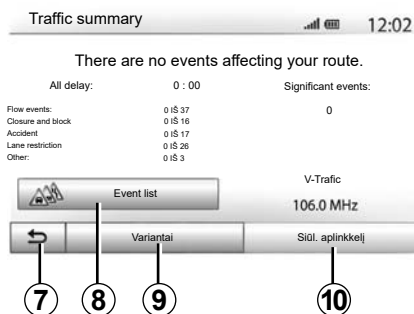 Traffic summary 12:02
There are no events affecting your route.
All delay: 0 : 00 Significant events:
Flow events: 0 IŠ 37 0
Closure and block 0 IŠ 16
Accident 0 IŠ 17
Lane restriction 0 IŠ 26
Other: 0 IŠ 3
V-Trafic
Event list
106.0 MHz
Variantai Siūl. aplinkkelį
7 8 9 10